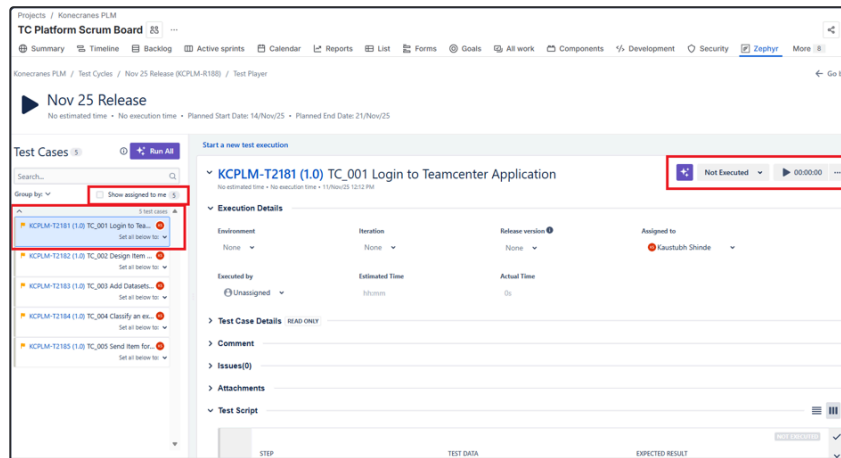 Projects / Konecranes PLM
TC Platform Scrum Board
Summary Timeline Backlog Active sprints Calendar Reports List Forms Goals All work Components Development Security Zephyr More 8
Konecranes PLM / Test Cycles / Nov 25 Release (KCPLM-R188) / Test Player
← Go b
Nov 25 Release
No estimated time • No execution time • Planned Start Date: 14/Nov/25 • Planned End Date: 21/Nov/25
Test Cases 5 Run All
Search...
Group by:
Show assigned to me 5
5 test cases
KCPLM-T2181 (1.0) TC_001 Login to Tea...
Set all below to:
KCPLM-T2182 (1.0) TC_002 Design Item ...
Set all below to:
KCPLM-T2183 (1.0) TC_003 Add Datasets...
Set all below to:
KCPLM-T2184 (1.0) TC_004 Classify an ex...
Set all below to:
KCPLM-T2185 (1.0) TC_005 Send Item for...
Set all below to:
Start a new test execution
KCPLM-T2181 (1.0) TC_001 Login to Teamcenter Application
No estimated time • No execution time • 11/Nov/25 12:12 PM
Not Executed 00:00:00 ...
Execution Details
Environment Iteration Release version Assigned to
None None None Kaustubh Shinde
Executed by Estimated Time Actual Time
Unassigned hh:mm 0s
Test Case Details READ ONLY
Comment
Issues(0)
Attachments
Test Script
NOT EXECUTED
STEP TEST DATA EXPECTED RESULT